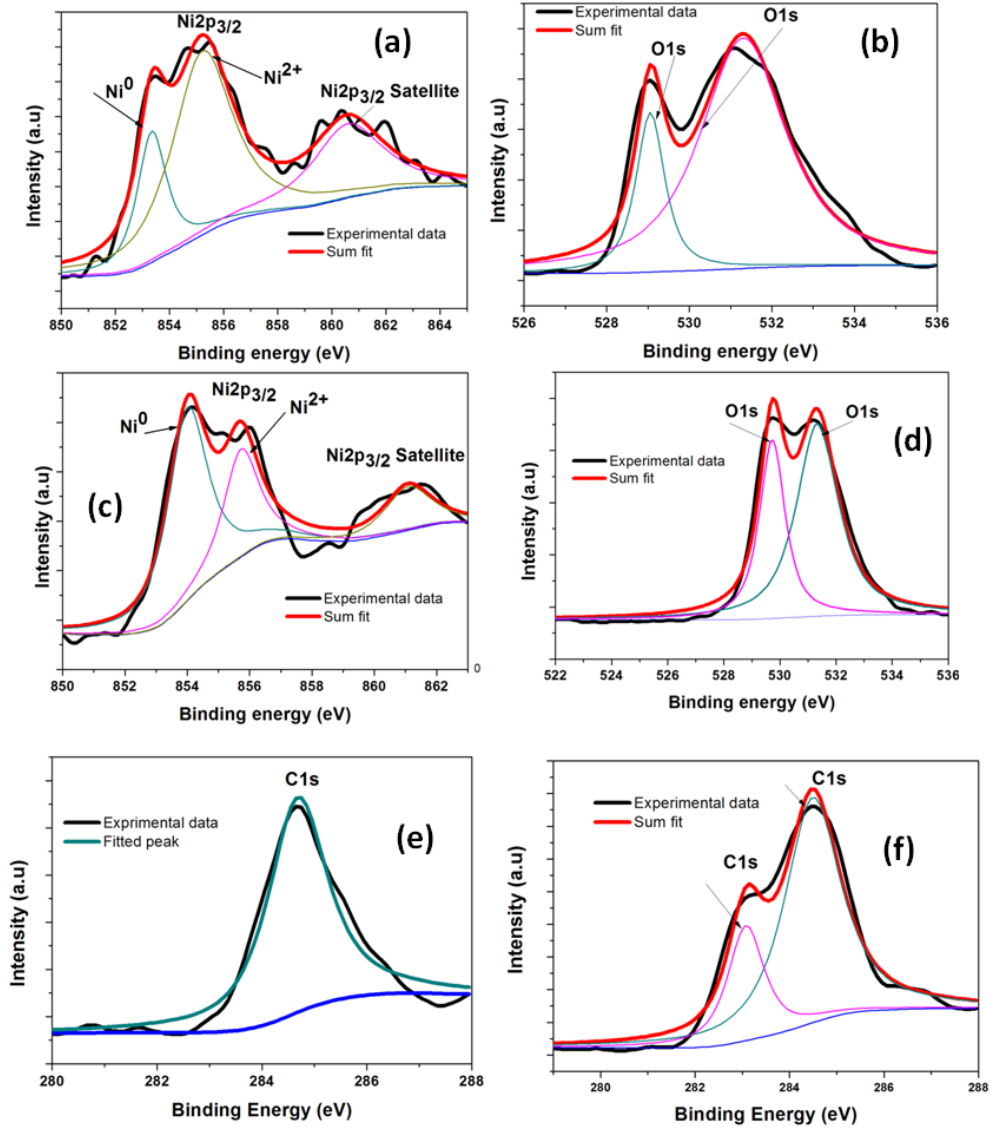 Ni2p3/2
(a)
Experimental data
Sum fit
O1s
O1s
(b)
Ni0
Ni2+
Ni2p3/2 Satellite
Intensity (a.u)
Intensity (a.u)
Experimental data
Sum fit
850 852 854 856 858 860 862 864
526 528 530 532 534 536
Binding energy (eV)
Binding energy (eV)
Ni2p3/2
Ni0
Ni2+
Ni2p3/2 Satellite
(c)
Intensity (a.u)
Experimental data
Sum fit
0
850 852 854 856 858 860 862
Binding energy (eV)
O1s
O1s
(d)
Experimental data
Sum fit
Intensity (a.u)
522 524 526 528 530 532 534 536
Binding energy (eV)
C1s
Exprimental data
Fitted peak
(e)
Intensity (a.u)
280 282 284 286 288
Binding Energy (eV)
C1s
Experimental data
Sum fit
C1s
(f)
Intensity (a.u)
280 282 284 286 288
Binding Energy (eV)